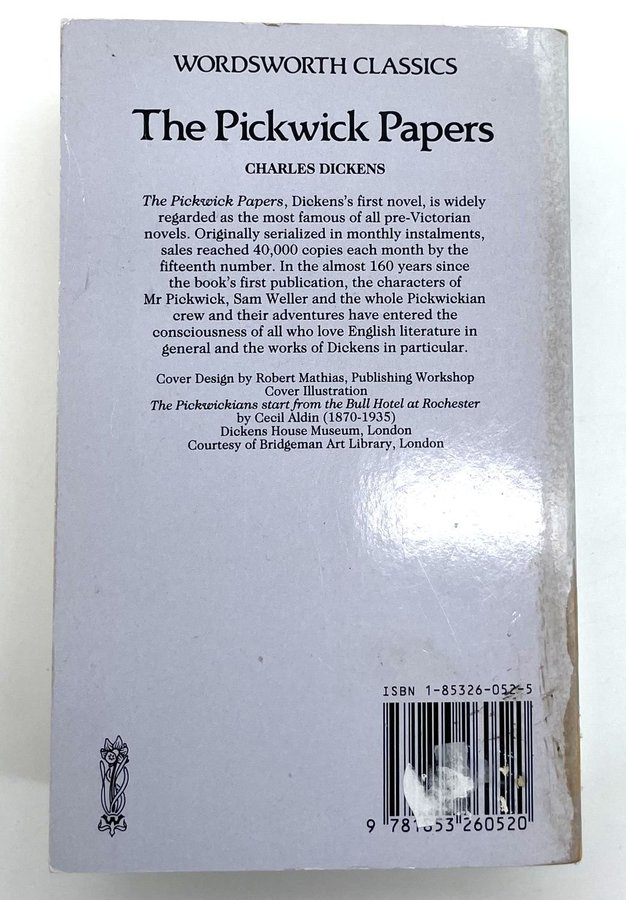 WORDSWORTH CLASSICS
The Pickwick Papers
CHARLES DICKENS
The Pickwick Papers, Dickens's first novel, is widely
regarded as the most famous of all pre-Victorian
novels. Originally serialized in monthly instalments,
sales reached 40,000 copies each month by the
fifteenth number. In the almost 160 years since
the book's first publication, the characters of
Mr Pickwick, Sam Weller and the whole Pickwickian
crew and their adventures have entered the
consciousness of all who love English literature in
general and the works of Dickens in particular.
Cover Design by Robert Mathias, Publishing Workshop
Cover Illustration
The Pickwickians start from the Bull Hotel at Rochester
by Cecil Aldin (1870-1935)
Dickens House Museum, London
Courtesy of Bridgeman Art Library, London
ISBN 1-85326-052-5
9 781853 260520
W